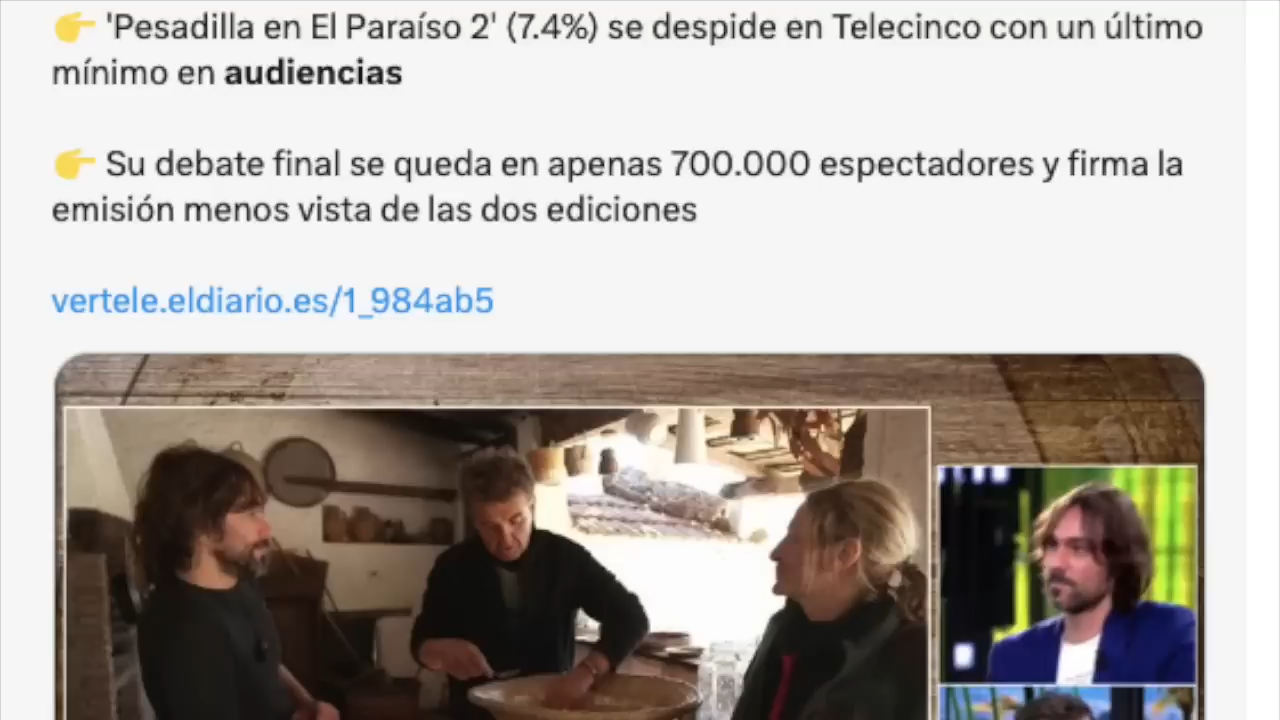 👉 'Pesadilla en El Paraíso 2' (7.4%) se despide en Telecinco con un último
mínimo en audiencias
👉 Su debate final se queda en apenas 700.000 espectadores y firma la
emisión menos vista de las dos ediciones
vertele.eldiario.es/1_984ab5